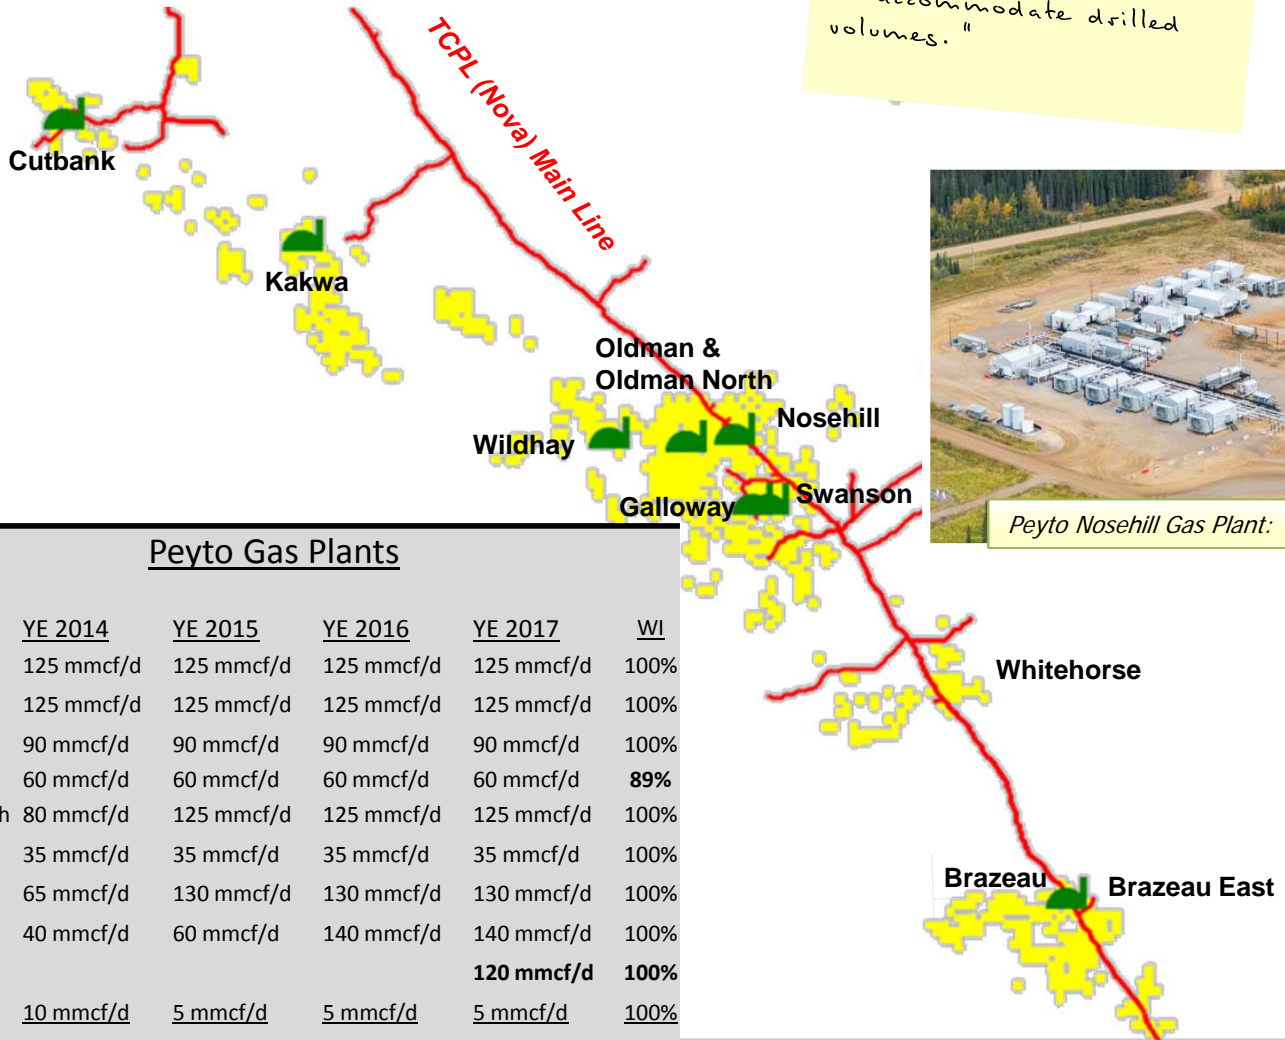 accommodate drilled
volumes."
TCPL (Nova) Main Line
Cutbank
Kakwa
Oldman &
Oldman North
Nosehill
Wildhay
Swanson
Galloway
Peyto Nosehill Gas Plant:
Whitehorse
Brazeau
Brazeau East
Peyto Gas Plants
YE 2014 YE 2015 YE 2016 YE 2017 WI
125 mmcf/d 125 mmcf/d 125 mmcf/d 125 mmcf/d 100%
125 mmcf/d 125 mmcf/d 125 mmcf/d 125 mmcf/d 100%
90 mmcf/d 90 mmcf/d 90 mmcf/d 90 mmcf/d 100%
60 mmcf/d 60 mmcf/d 60 mmcf/d 60 mmcf/d 89%
h 80 mmcf/d 125 mmcf/d 125 mmcf/d 125 mmcf/d 100%
35 mmcf/d 35 mmcf/d 35 mmcf/d 35 mmcf/d 100%
65 mmcf/d 130 mmcf/d 130 mmcf/d 130 mmcf/d 100%
40 mmcf/d 60 mmcf/d 140 mmcf/d 140 mmcf/d 100%
120 mmcf/d 100%
10 mmcf/d 5 mmcf/d 5 mmcf/d 5 mmcf/d 100%